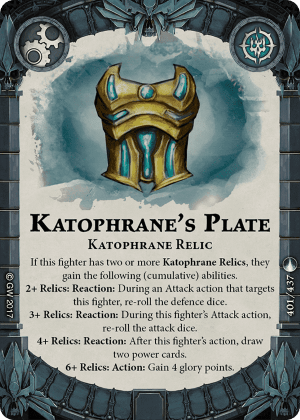 KATOPHRANE'S PLATE
KATOPHRANE RELIC
If this fighter has two or more Katophrane Relics, they
gain the following (cumulative) abilities.
2+ Relics: Reaction: During an Attack action that targets
this fighter, re-roll the defence dice.
3+ Relics: Reaction: During this fighter's Attack action,
re-roll the attack dice.
4+ Relics: Reaction: After this fighter's action, draw
two power cards.
6+ Relics: Action: Gain 4 glory points.
© GW 2017
401/437